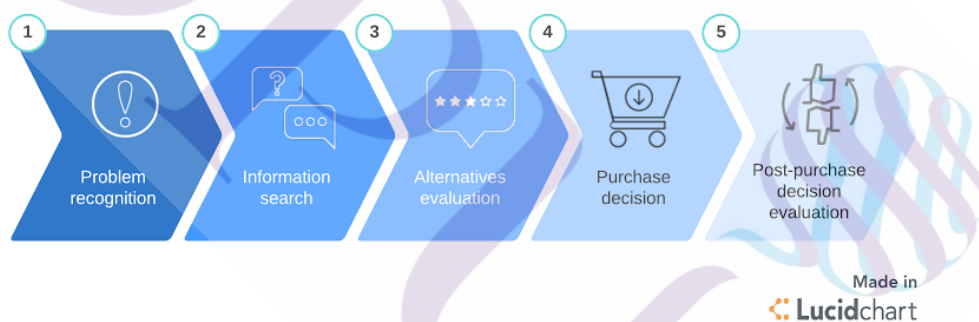 1
2
3
4
5
Problem
recognition
Information
search
Alternatives
evaluation
Purchase
decision
Post-purchase
decision
evaluation
?
Made in
Lucidchart